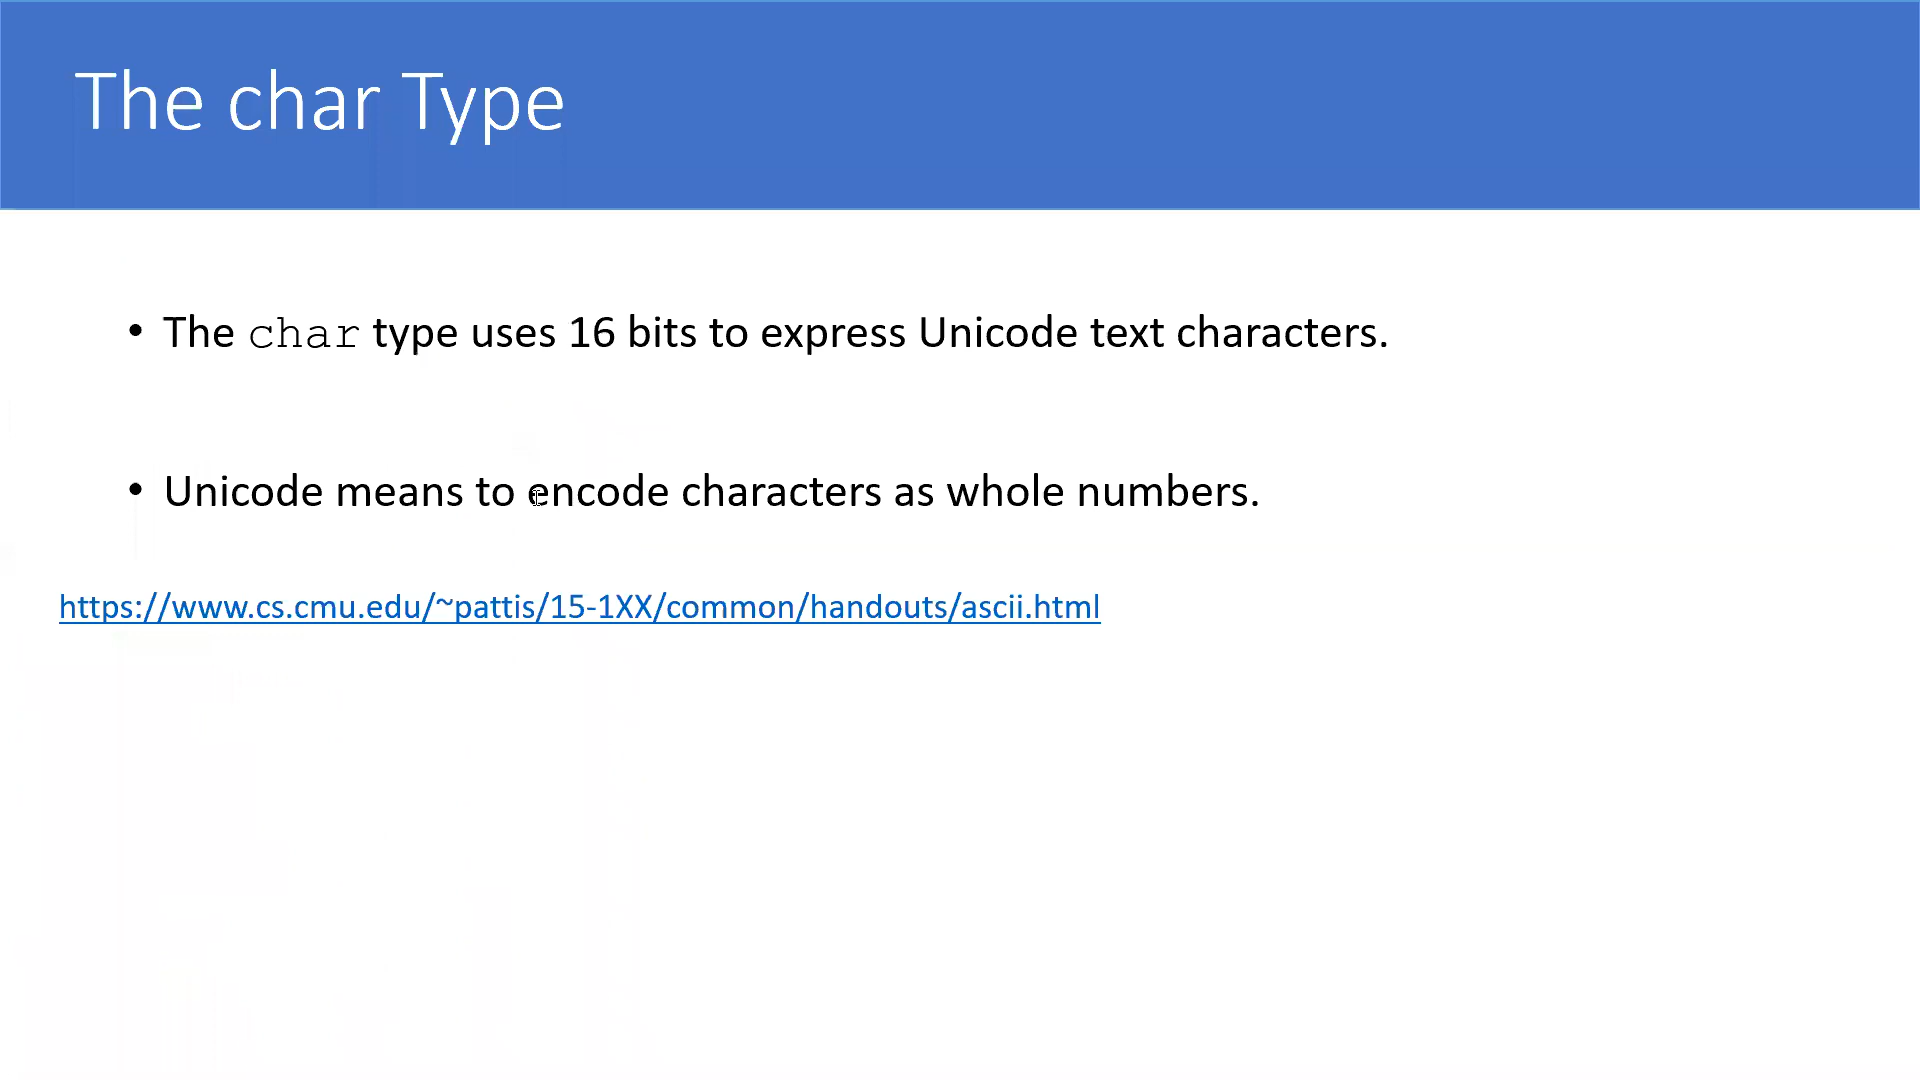 The char Type
• The char type uses 16 bits to express Unicode text characters.
• Unicode means to encode characters as whole numbers.
https://www.cs.cmu.edu/~pattis/15-1XX/common/handouts/ascii.html